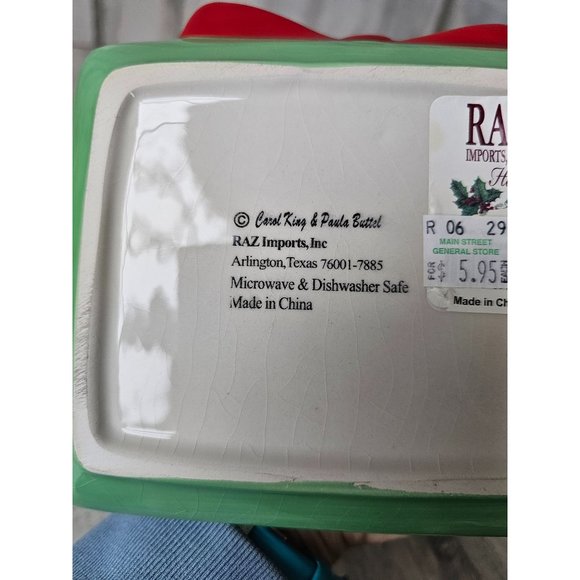 © Carol King & Paula Buttel
RAZ Imports, Inc
Arlington, Texas 76001-7885
Microwave & Dishwasher Safe
Made in China
RA
IMPORTS,
R 06 29
MAIN STREET
GENERAL STORE
FOR
5.95
Made in Ch